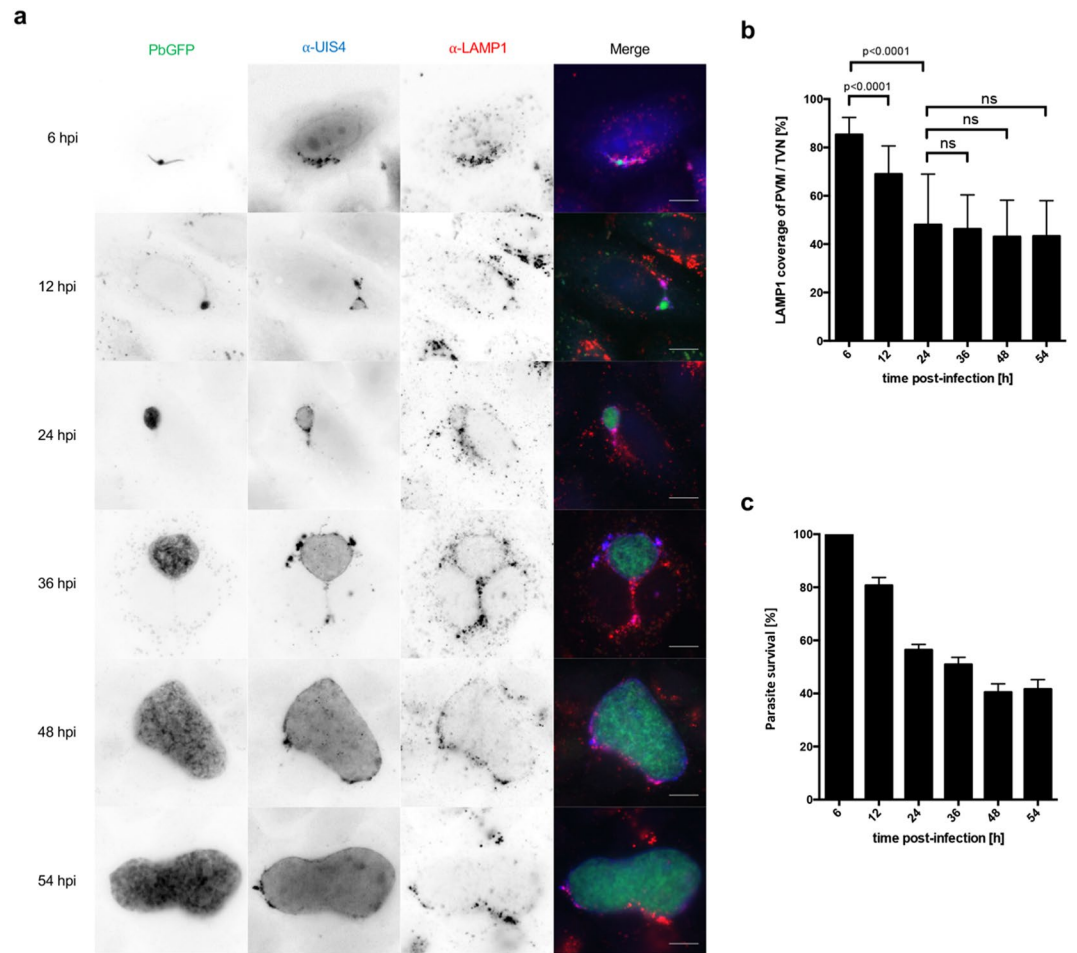 a
PbGFP
α-UIS4
α-LAMP1
Merge
6 hpi
12 hpi
24 hpi
36 hpi
48 hpi
54 hpi
b
p<0.0001
p<0.0001
ns
ns
ns
LAMP1 coverage of PVM / TVN [%]
100
80
60
40
20
0
6
12
24
36
48
54
time post-infection [h]
c
Parasite survival [%]
100
80
60
40
20
0
6
12
24
36
48
54
time post-infection [h]